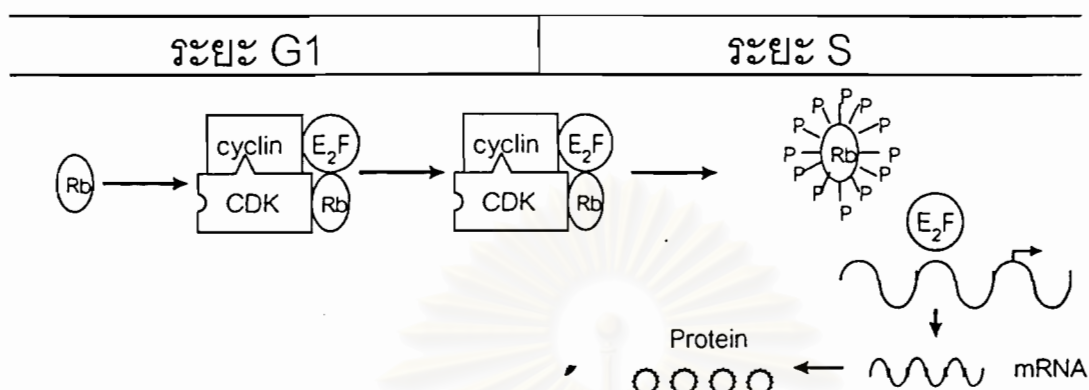 ระยะ G1 ระยะ S
Rb cyclin CDK E₂F Rb cyclin CDK E₂F Rb
P P P P P P P P P P P P Rb
E₂F
Protein
mRNA